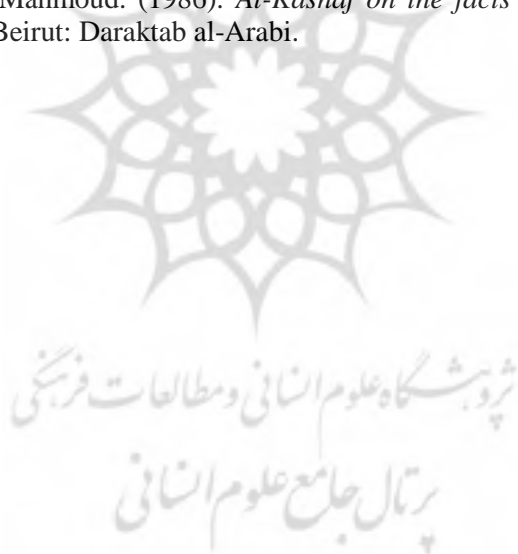 Mahmoud. (1986). Al-Kashaf on the facts
Beirut: Daraktab al-Arabi.
پژوهشگاه علوم انسانی و مطالعات فرہنگی
پرتال جامع علوم انسانی